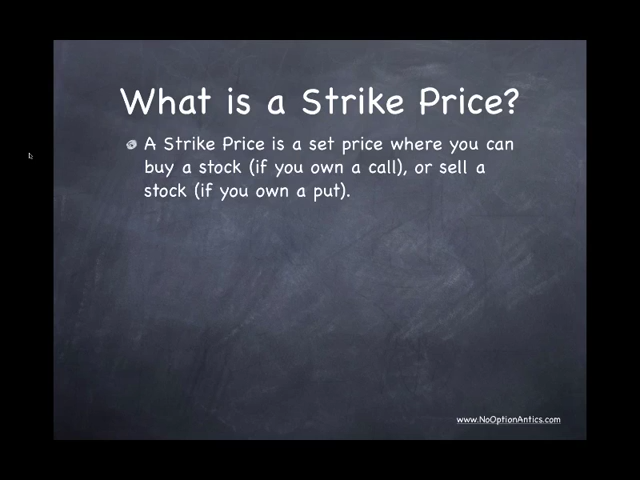 What is a Strike Price?
A Strike Price is a set price where you can
buy a stock (if you own a call), or sell a
stock (if you own a put).
www.NoOptionAntics.com